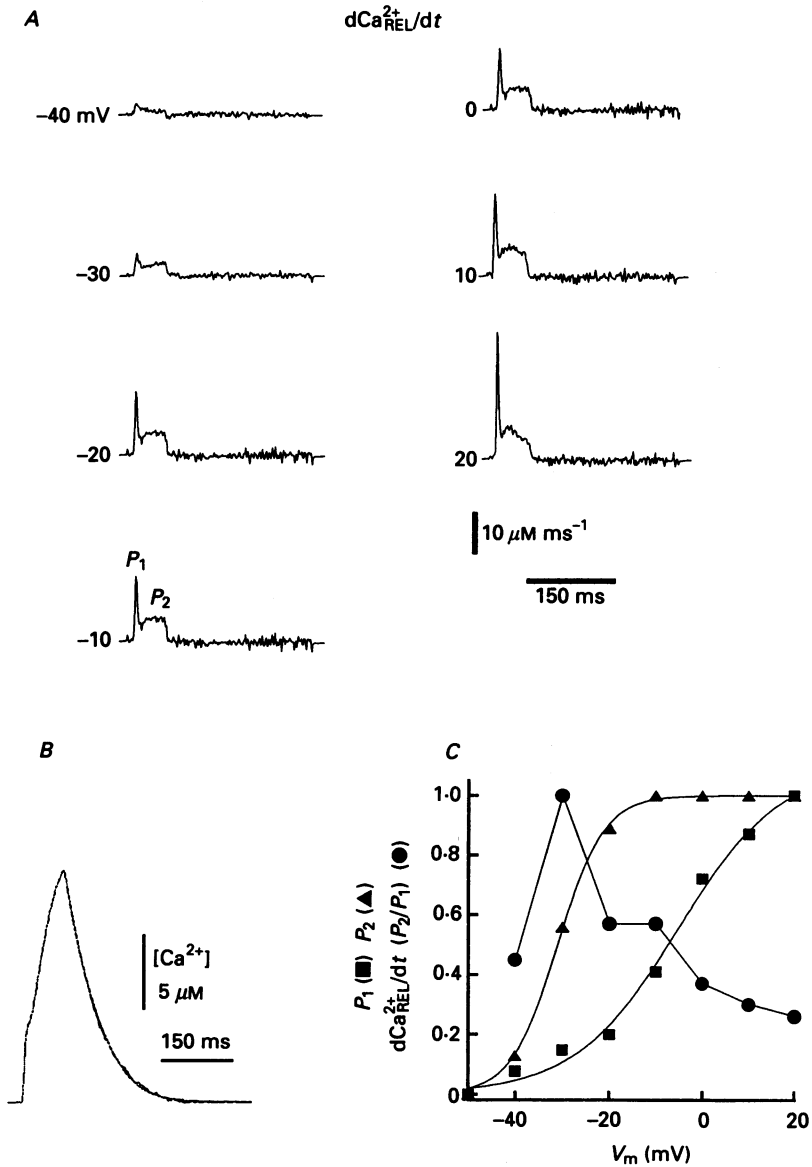 A
dCa²⁺REL/dt
−40 mV
0
−30
10
−20
20
10 μM ms⁻¹
150 ms
P₁
P₂
−10
B
[Ca²⁺]
5 μM
150 ms
C
P₁ (■) P₂ (▲)
dCa²⁺REL/dt (P₂/P₁) (●)
1·0
0·8
0·6
0·4
0·2
0
−40
−20
0
20
Vm (mV)